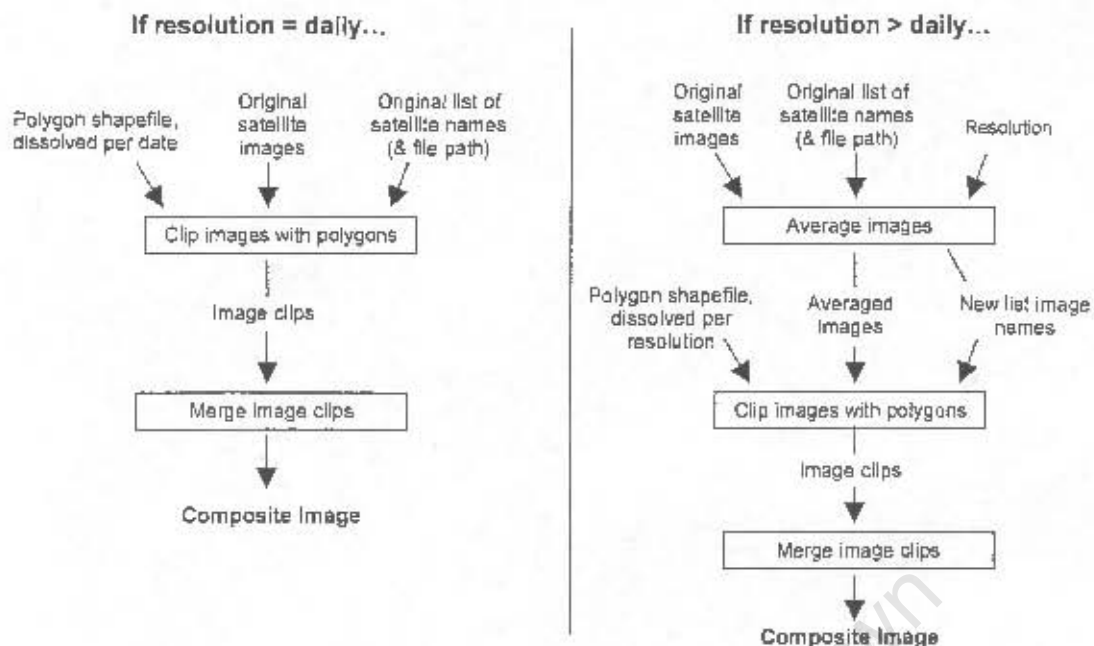 If resolution = daily...
Polygon shapefile,
dissolved per date
Original
satellite
images
Original list of
satellite names
(& file path)
Clip images with polygons
Image clips
Merge image clips
Composite Image
If resolution > daily...
Original
satellite
images
Original list of
satellite names
(& file path)
Resolution
Average images
Polygon shapefile,
dissolved per
resolution
Averaged
images
New list image
names
Clip images with polygons
Image clips
Merge image clips
Composite Image
vn